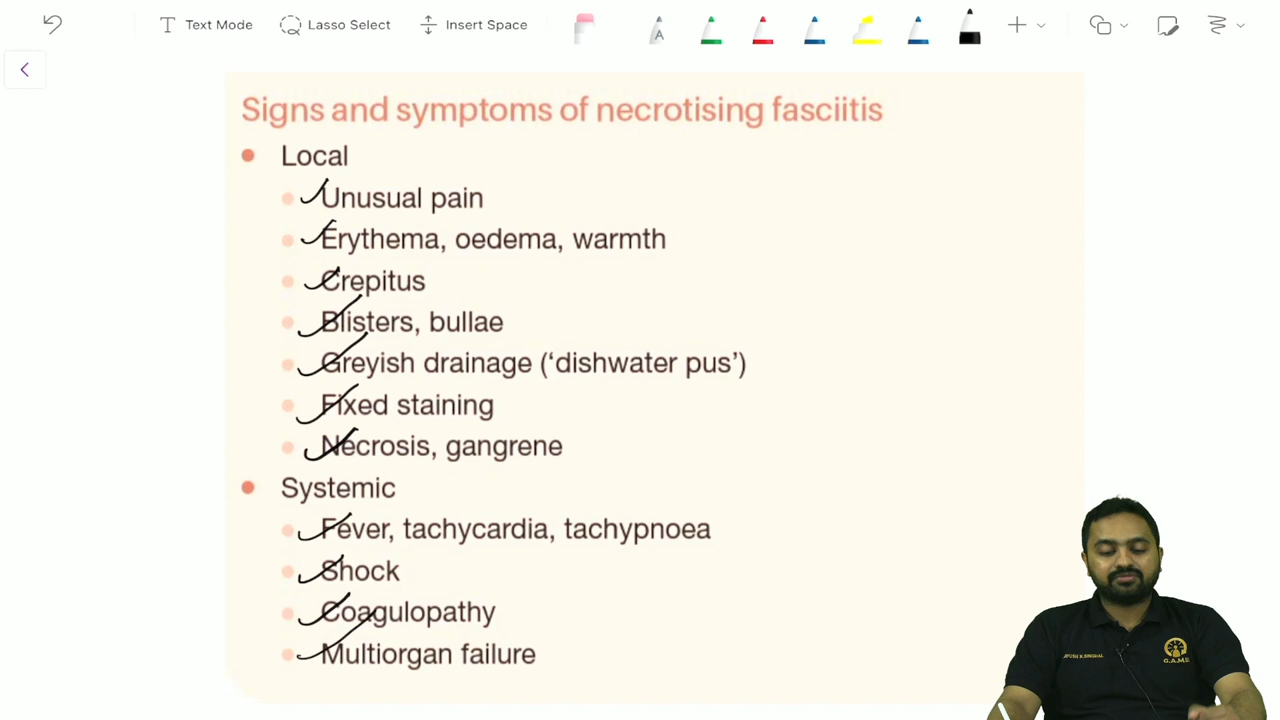 Text Mode
Lasso Select
Insert Space
A
Signs and symptoms of necrotising fasciitis
Local
Unusual pain
Erythema, oedema, warmth
Crepitus
Blisters, bullae
Greyish drainage (‘dishwater pus’)
Fixed staining
Necrosis, gangrene
Systemic
Fever, tachycardia, tachypnoea
Shock
Coagulopathy
Multiorgan failure